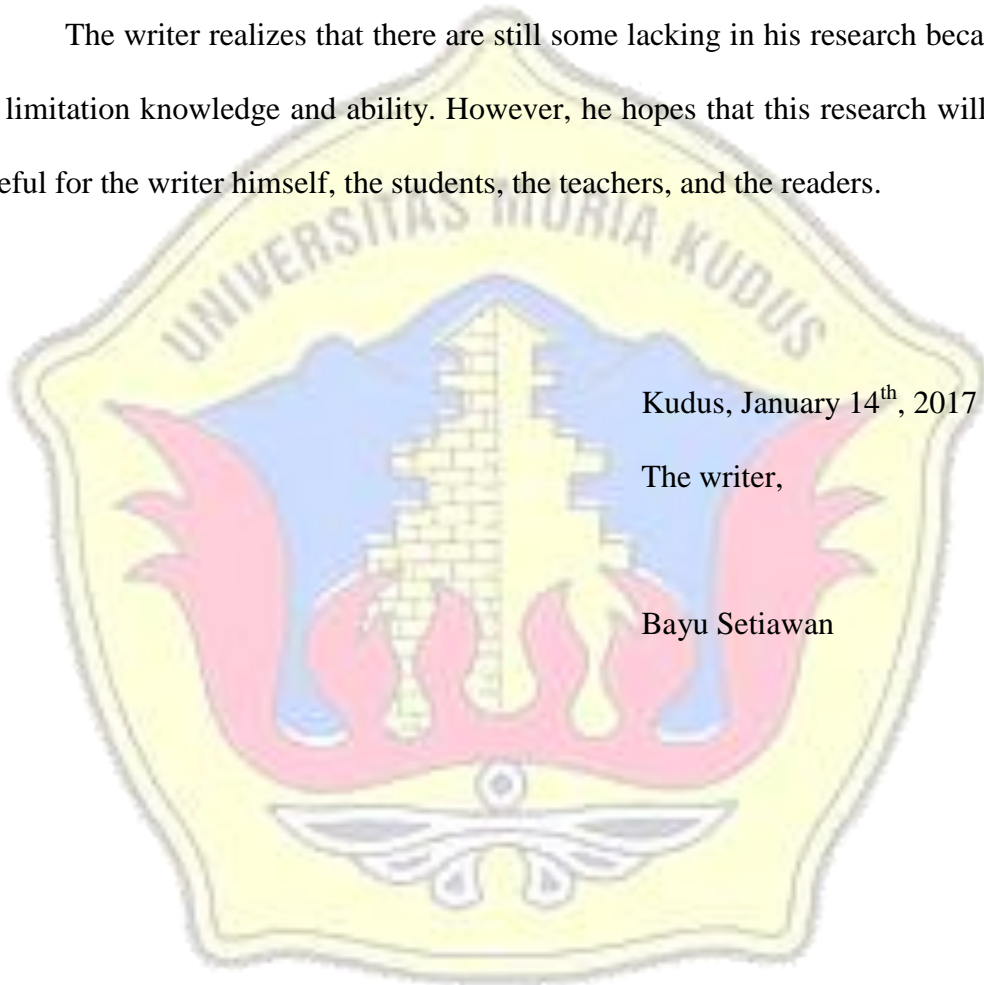 The writer realizes that there are still some lacking in his research beca
limitation knowledge and ability. However, he hopes that this research will
eful for the writer himself, the students, the teachers, and the readers.
UNIVERSITAS MURIA KUDUS
Kudus, January 14th, 2017
The writer,
Bayu Setiawan